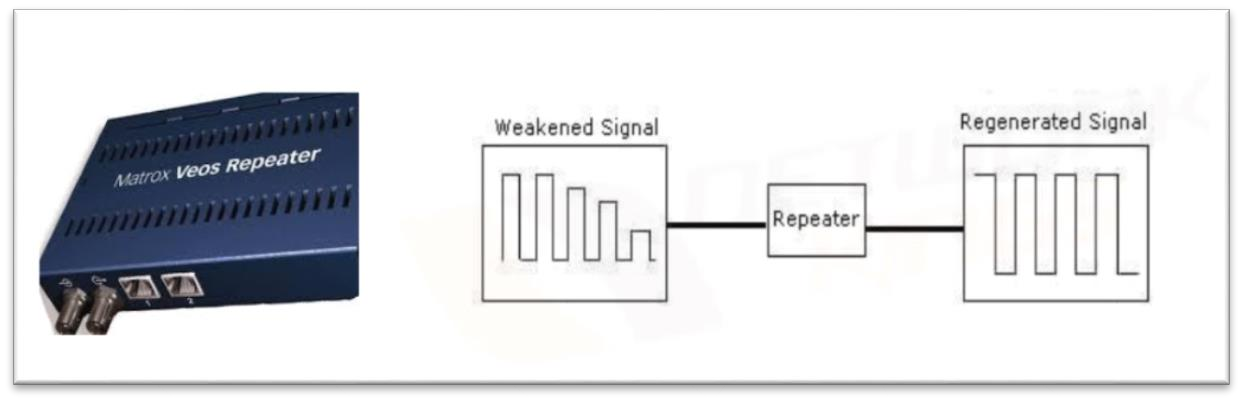 Matrox Veos Repeater
1
2
Weakened Signal
Repeater
Regenerated Signal